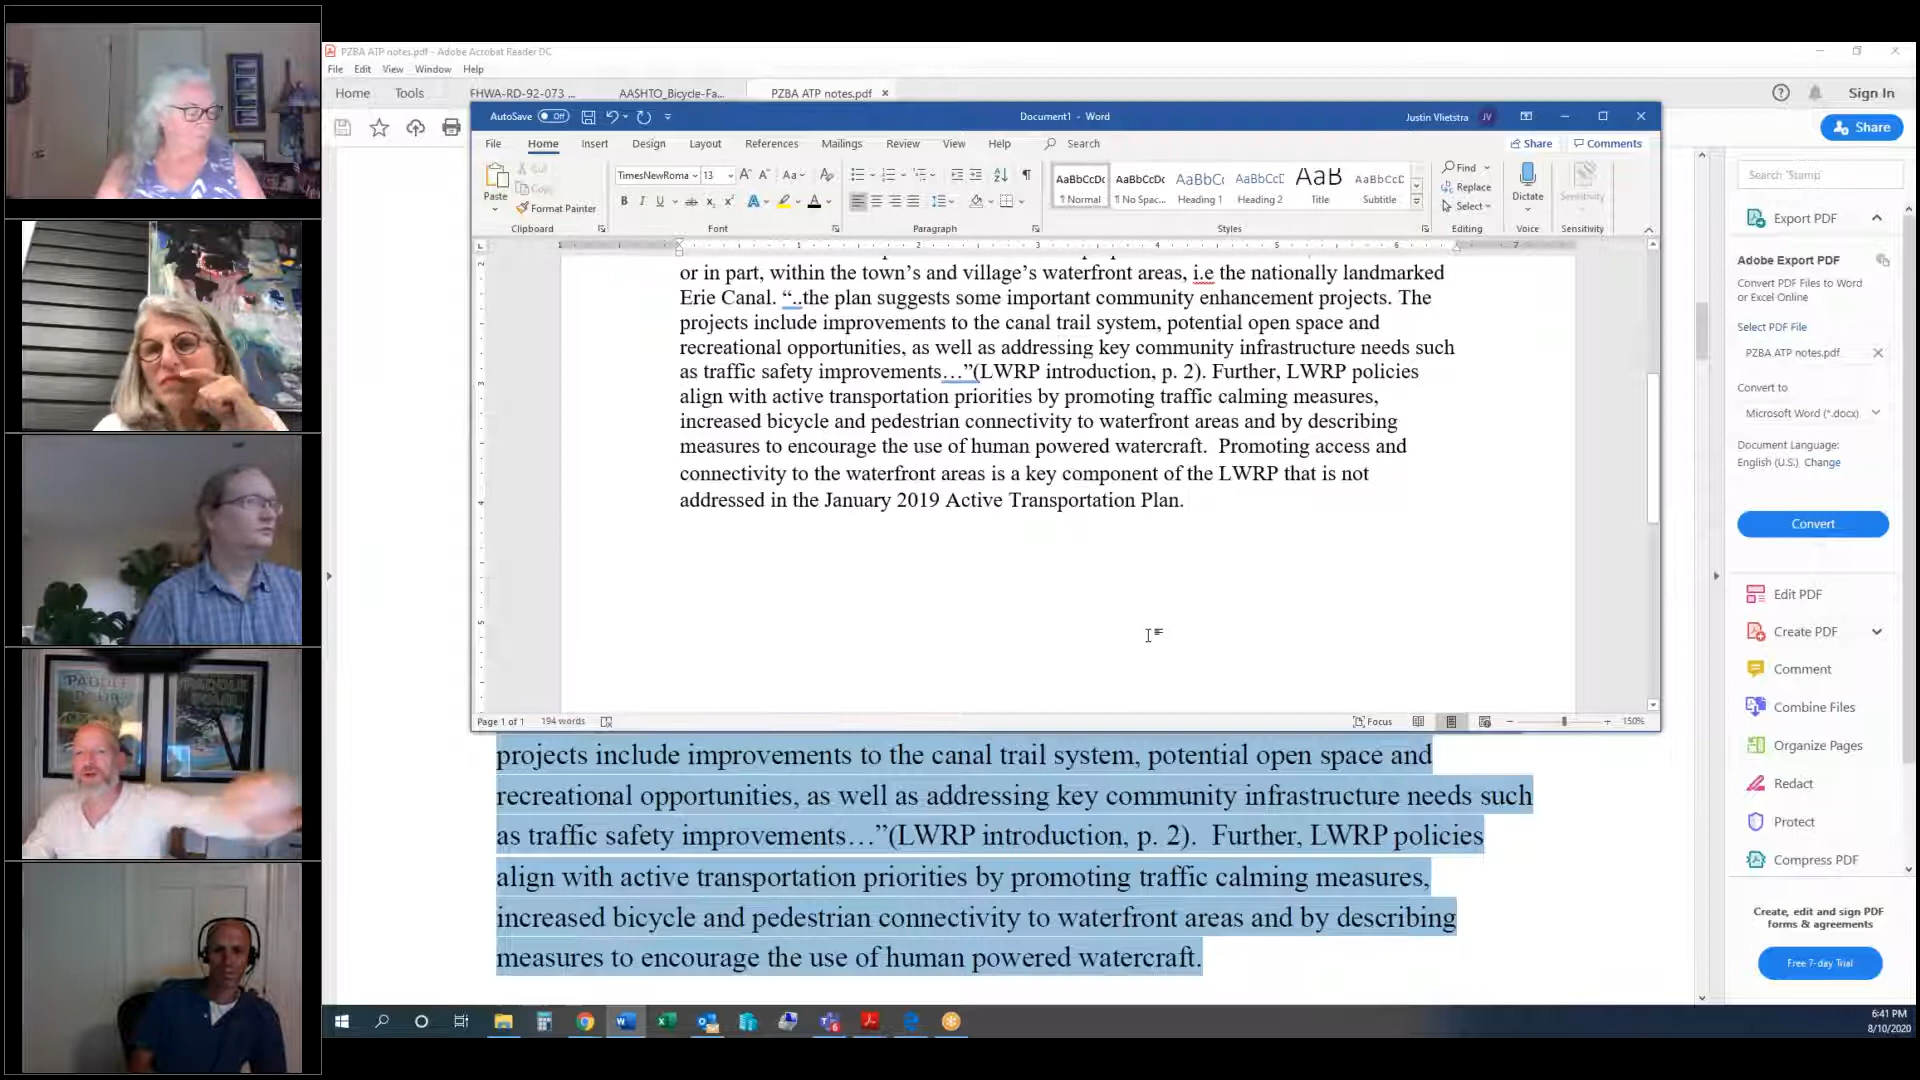 PZBA ATP notes.pdf - Adobe Acrobat Reader DC
File Edit View Window Help
Home Tools FHWA-RD-92-073 ... AASHTO_Bicycle-Fa... PZBA ATP notes.pdf
Sign In
Share
AutoSave Off Document1 - Word Justin Vlietstra JV
File Home Insert Design Layout References Mailings Review View Help Search Share Comments
Paste Cut
Copy
Format Painter
TimesNewRoma 13
AaBbCcDc AaBbCcDc AaBbCc AaBbCcD AaB AaBbCcD
¶ Normal ¶ No Spac... Heading 1 Heading 2 Title Subtitle
Find
Replace
Select
Dictate Sensitivity
Clipboard Font Paragraph Styles Editing Voice Sensitivity
or in part, within the town’s and village’s waterfront areas, i.e the nationally landmarked
Erie Canal. “..the plan suggests some important community enhancement projects. The
projects include improvements to the canal trail system, potential open space and
recreational opportunities, as well as addressing key community infrastructure needs such
as traffic safety improvements…”(LWRP introduction, p. 2). Further, LWRP policies
align with active transportation priorities by promoting traffic calming measures,
increased bicycle and pedestrian connectivity to waterfront areas and by describing
measures to encourage the use of human powered watercraft.  Promoting access and
connectivity to the waterfront areas is a key component of the LWRP that is not
addressed in the January 2019 Active Transportation Plan.
Page 1 of 1 194 words Focus 150%
projects include improvements to the canal trail system, potential open space and
recreational opportunities, as well as addressing key community infrastructure needs such
as traffic safety improvements…”(LWRP introduction, p. 2).  Further, LWRP policies
align with active transportation priorities by promoting traffic calming measures,
increased bicycle and pedestrian connectivity to waterfront areas and by describing
measures to encourage the use of human powered watercraft.
Search 'Stamp'
Export PDF
Adobe Export PDF
Convert PDF Files to Word
or Excel Online
Select PDF File
PZBA ATP notes.pdf
Convert to
Microsoft Word (*.docx)
Document Language:
English (U.S.) Change
Convert
Edit PDF
Create PDF
Comment
Combine Files
Organize Pages
Redact
Protect
Compress PDF
Create, edit and sign PDF
forms & agreements
Free 7-day Trial
PADDLE PADDLE
6:41 PM
8/10/2020